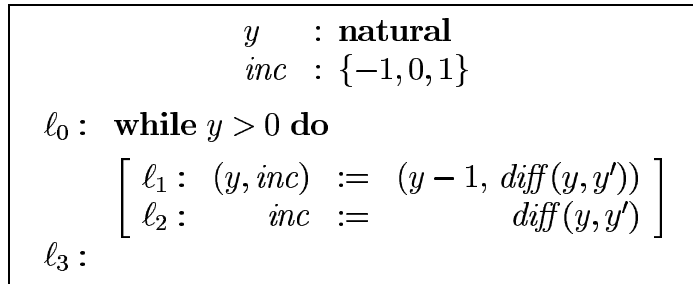 y : natural
inc : {−1, 0, 1}
ℓ₀ : while y > 0 do
ℓ₁ : (y, inc) := (y − 1, diff(y, y′))
ℓ₂ : inc := diff(y, y′)
ℓ₃ :